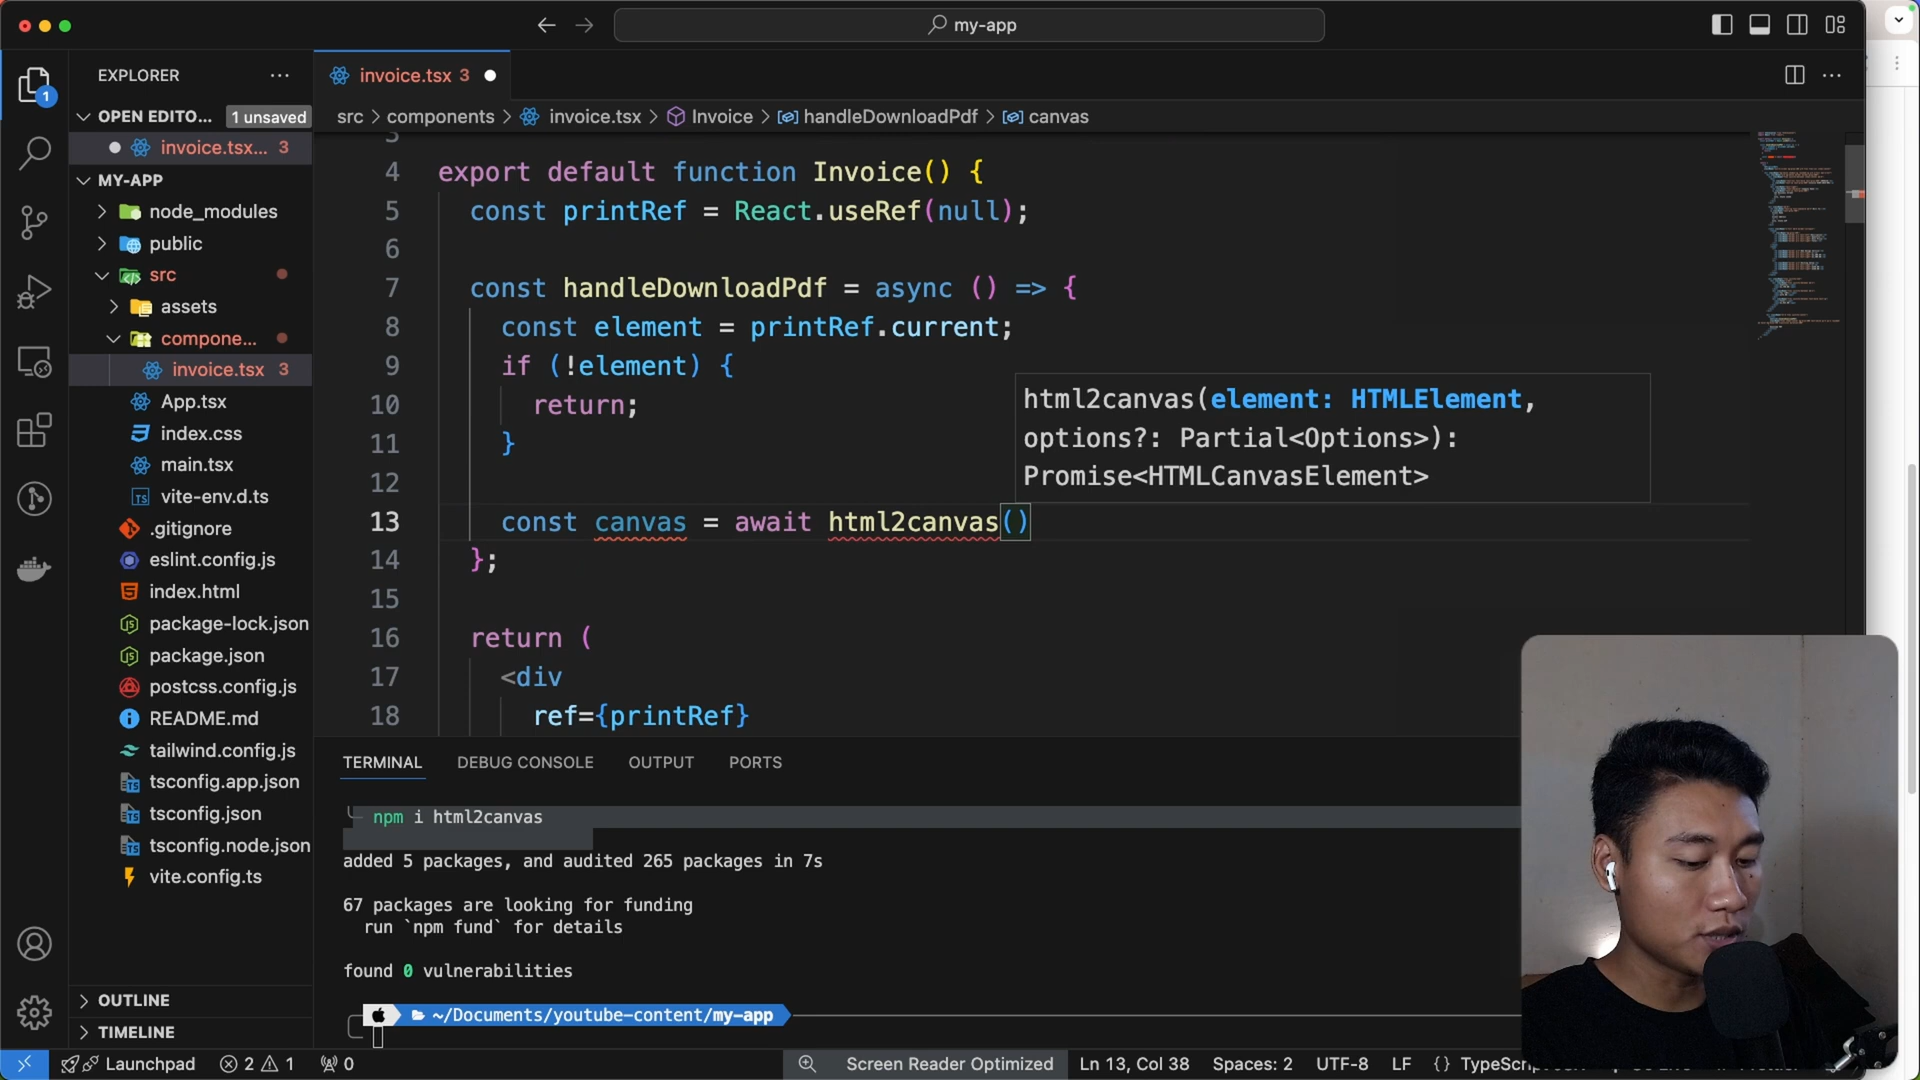 my-app
EXPLORER
invoice.tsx 3
OPEN EDITO... 1 unsaved
src > components > invoice.tsx > Invoice > handleDownloadPdf > canvas
invoice.tsx... 3
MY-APP
node_modules
public
src
assets
compone...
invoice.tsx 3
App.tsx
index.css
main.tsx
vite-env.d.ts
.gitignore
eslint.config.js
index.html
package-lock.json
package.json
postcss.config.js
README.md
tailwind.config.js
tsconfig.app.json
tsconfig.json
tsconfig.node.json
vite.config.ts
OUTLINE
TIMELINE
1
3
4 export default function Invoice() {
5 const printRef = React.useRef(null);
6
7 const handleDownloadPdf = async () => {
8 const element = printRef.current;
9 if (!element) {
10 return;
11 }
12
13 const canvas = await html2canvas()
14 };
15
16 return (
17 <div
18 ref={printRef}
html2canvas(element: HTMLElement,
options?: Partial<Options>):
Promise<HTMLCanvasElement>
TERMINAL DEBUG CONSOLE OUTPUT PORTS
npm i html2canvas
added 5 packages, and audited 265 packages in 7s
67 packages are looking for funding
run `npm fund` for details
found 0 vulnerabilities
~/Documents/youtube-content/my-app
Launchpad 2 1 0 Screen Reader Optimized Ln 13, Col 38 Spaces: 2 UTF-8 LF {}